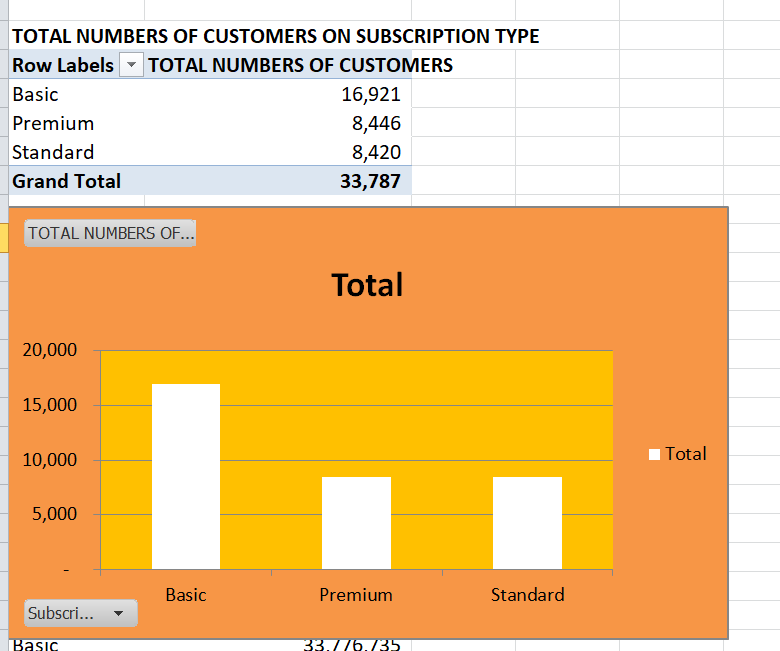 TOTAL NUMBERS OF CUSTOMERS ON SUBSCRIPTION TYPE
Row Labels TOTAL NUMBERS OF CUSTOMERS
Basic 16,921
Premium 8,446
Standard 8,420
Grand Total 33,787
TOTAL NUMBERS OF...
Total
20,000
15,000
10,000
5,000
-
Total
Basic Premium Standard
Subscri...
Basic 33,776,735